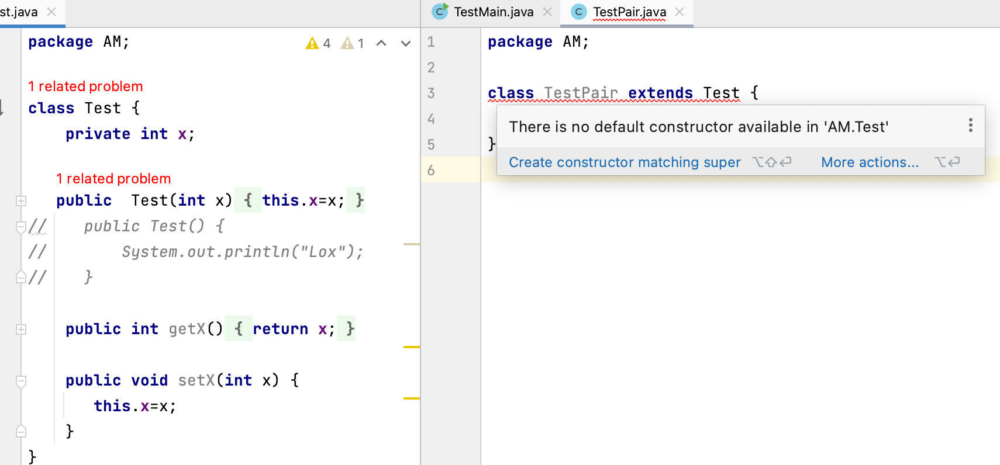 st.java
package AM;
4 1
1 related problem
class Test {
private int x;
1 related problem
public Test(int x) { this.x=x; }
// public Test() {
// System.out.println("Lox");
// }
public int getX() { return x; }
public void setX(int x) {
this.x=x;
}
}
TestMain.java TestPair.java
1 package AM;
2
3 class TestPair extends Test {
4
5 }
6
There is no default constructor available in 'AM.Test'
Create constructor matching super ⌥⇧⏎ More actions... ⌥⏎